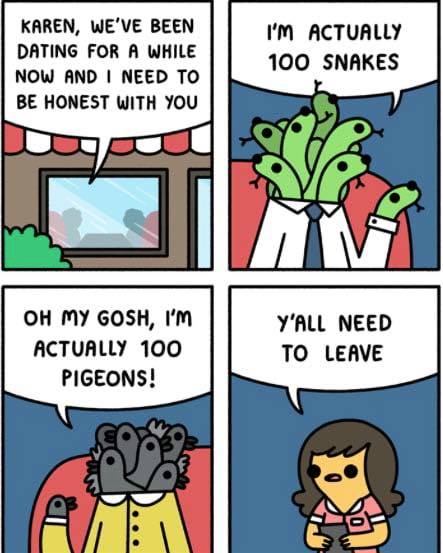 KAREN, WE'VE BEEN
DATING FOR A WHILE
NOW AND I NEED TO
BE HONEST WITH YOU
I'M ACTUALLY
100 SNAKES
OH MY GOSH, I'M
ACTUALLY 100
PIGEONS!
Y'ALL NEED
TO LEAVE